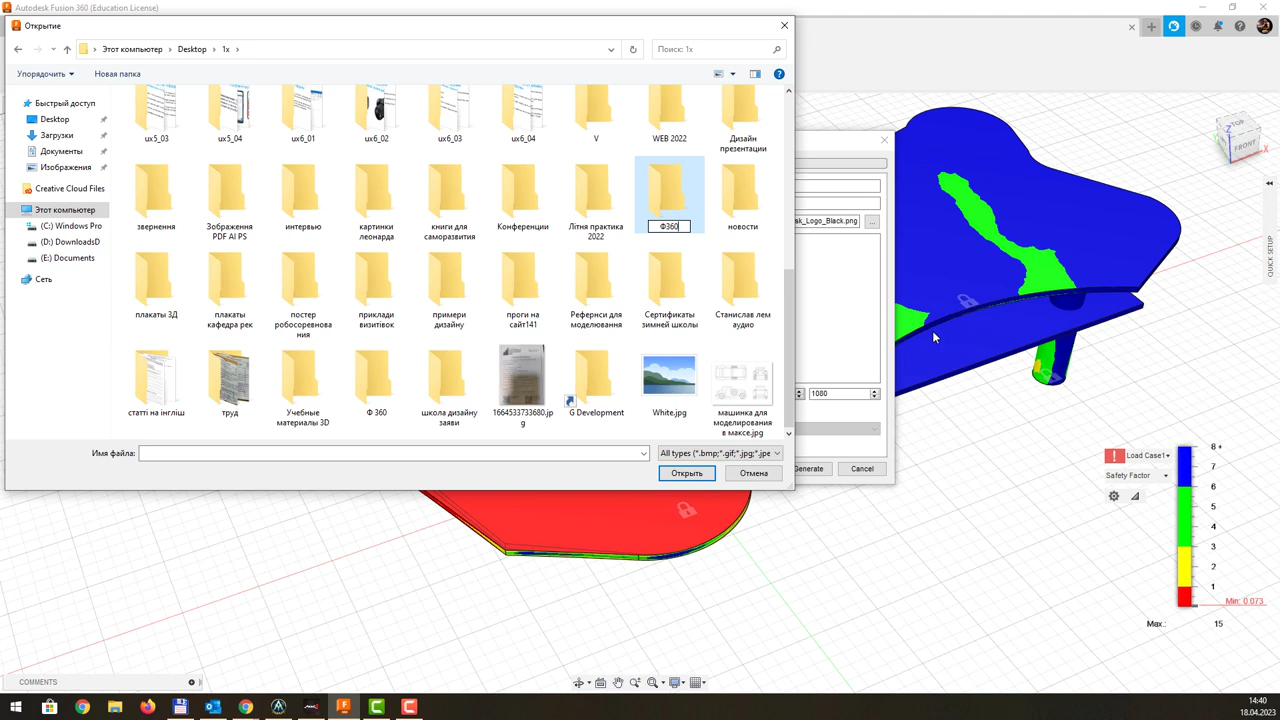 Autodesk Fusion 360 (Education License)
Открытие
Этот компьютер > Desktop > 1x >
Поиск: 1x
Упорядочить
Новая папка
Быстрый доступ
Desktop
Загрузки
Документы
Изображения
Creative Cloud Files
Этот компьютер
(C:) Windows Pro
(D:) DownloadsD
(E:) Documents
Сеть
ux5_03
ux5_04
ux6_01
ux6_02
ux6_03
ux6_04
V
WEB 2022
Дизайн
презентации
звернення
Зображення
PDF AI PS
интервью
картинки
леонарда
книги для
саморазвития
Конференции
Літня практика
2022
Ф360
новости
плакаты 3Д
плакаты
кафедра рек
постер
робосоревнова
ния
приклади
визитівок
примери
дизайну
проги на
сайт141
Рефернси для
моделювання
Сертификаты
зимней школы
Станислав лем
аудио
статті на інгліш
труд
Учебные
материалы 3D
Ф 360
школа дизайну
заяви
1664533733680.jp
g
G Development
White.jpg
машинка для
моделирования
в максе.jpg
Имя файла:
All types (*.bmp;*.gif;*.jpg;*.jpe
Открыть
Отмена
sk_Logo_Black.png
...
1080
Generate
Cancel
TOP
FRONT
Z
X
QUICK SETUP
Load Case1
Safety Factor
8 +
7
6
5
4
3
2
1
Min: 0.073
Max.: 15
COMMENTS
14:40
18.04.2023